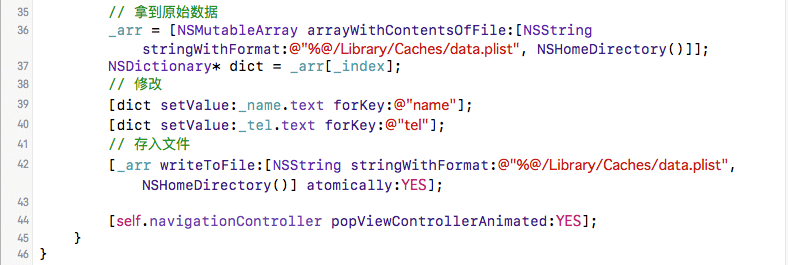 35 // 拿到原始数据
36 _arr = [NSMutableArray arrayWithContentsOfFile:[NSString
stringWithFormat:@"%@/Library/Caches/data.plist", NSHomeDirectory()]];
37 NSDictionary* dict = _arr[_index];
38 // 修改
39 [dict setValue:_name.text forKey:@"name"];
40 [dict setValue:_tel.text forKey:@"tel"];
41 // 存入文件
42 [_arr writeToFile:[NSString stringWithFormat:@"%@/Library/Caches/data.plist",
NSHomeDirectory()] atomically:YES];
43
44 [self.navigationController popViewControllerAnimated:YES];
45 }
46 }